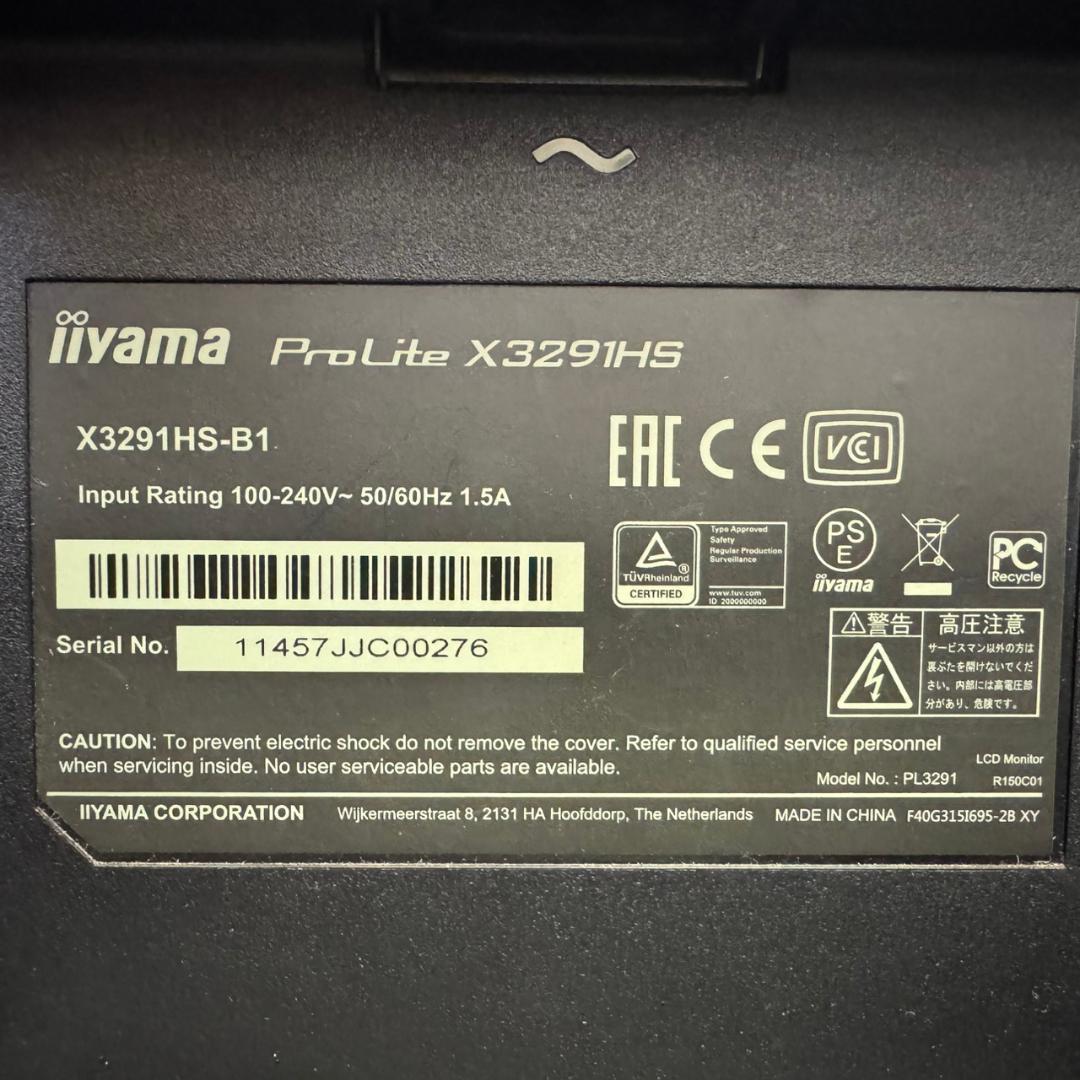 iiyama ProLite X3291HS
X3291HS-B1
Input Rating 100-240V~ 50/60Hz 1.5A
EAC CE VCCI
TÜVRheinland
CERTIFIED
Type Approved
Safety
Regular Production
Surveillance
www.tuv.com
ID 2000000000
PS
E
iiyama
PC
Recycle
Serial No. 11457JJC00276
警告 高圧注意
サービスマン以外の方は
裏ぶたを開けないでくだ
さい。内部には高電圧部
分があり、危険です。
CAUTION: To prevent electric shock do not remove the cover. Refer to qualified service personnel
when servicing inside. No user serviceable parts are available.
LCD Monitor
Model No. : PL3291 R150C01
IIYAMA CORPORATION Wijkermeerstraat 8, 2131 HA Hoofddorp, The Netherlands MADE IN CHINA F40G315I695-2B XY